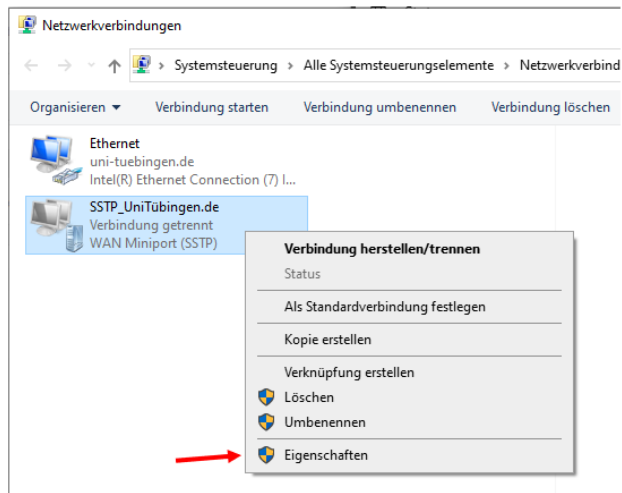 Netzwerkverbindungen
Systemsteuerung > Alle Systemsteuerungselemente > Netzwerkverbind
Organisieren Verbindung starten Verbindung umbenennen Verbindung löschen
Ethernet
uni-tuebingen.de
Intel(R) Ethernet Connection (7) I...
SSTP_UniTübingen.de
Verbindung getrennt
WAN Miniport (SSTP)
Verbindung herstellen/trennen
Status
Als Standardverbindung festlegen
Kopie erstellen
Verknüpfung erstellen
Löschen
Umbenennen
Eigenschaften